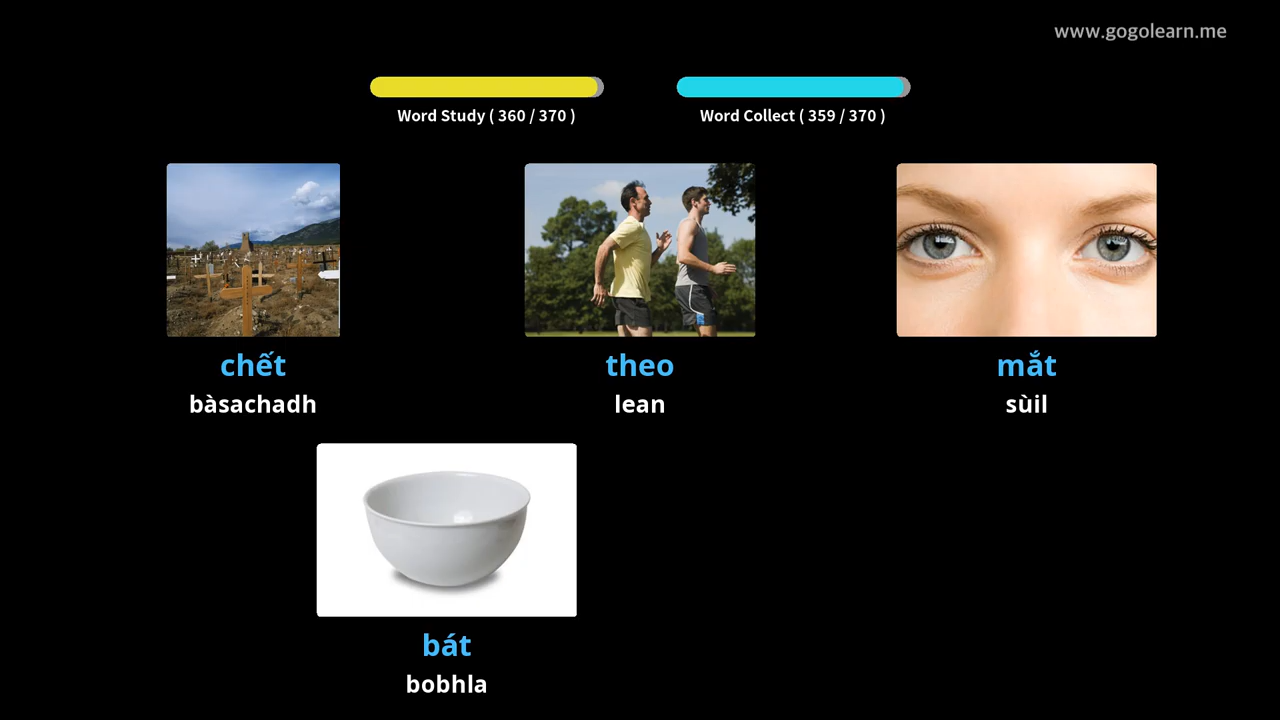 www.gogolearn.me
Word Study ( 360 / 370 )
Word Collect ( 359 / 370 )
chết
bàsachadh
theo
lean
mắt
sùil
bát
bobhla